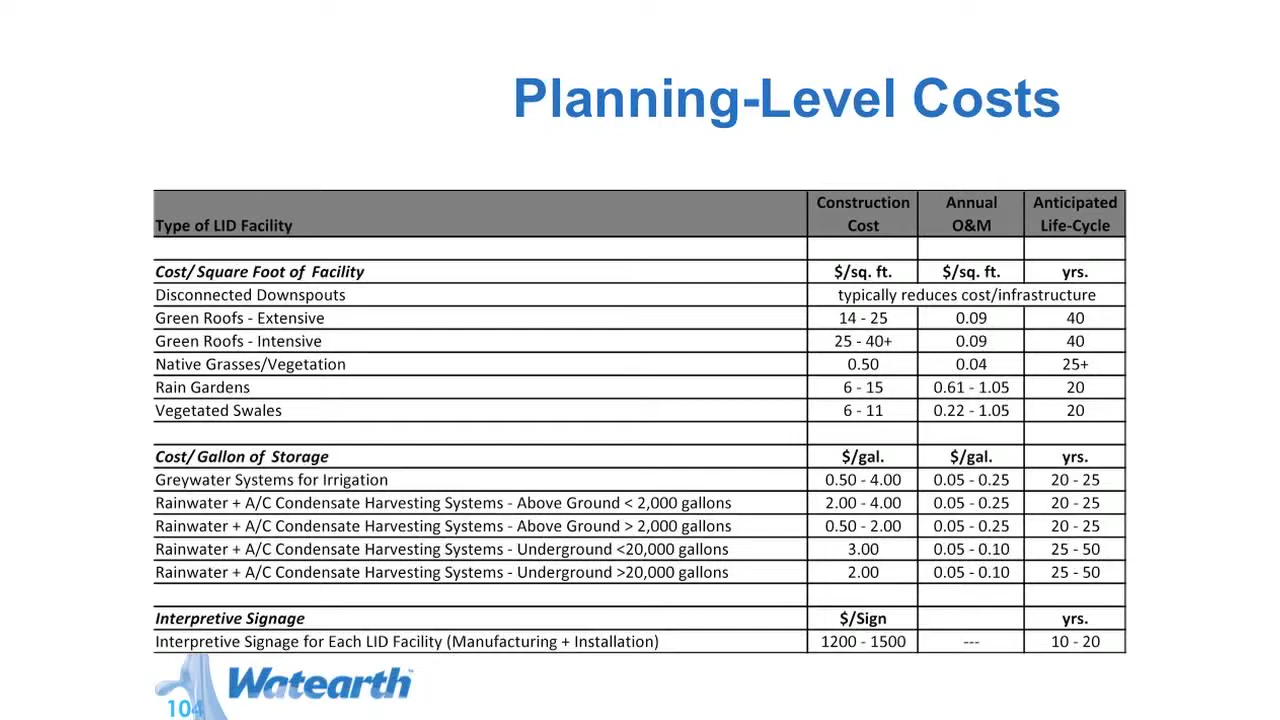 Planning-Level Costs
Type of LID Facility Construction Cost Annual O&M Anticipated Life-Cycle
Cost/ Square Foot of Facility $/sq. ft. $/sq. ft. yrs.
Disconnected Downspouts typically reduces cost/infrastructure
Green Roofs - Extensive 14 - 25 0.09 40
Green Roofs - Intensive 25 - 40+ 0.09 40
Native Grasses/Vegetation 0.50 0.04 25+
Rain Gardens 6 - 15 0.61 - 1.05 20
Vegetated Swales 6 - 11 0.22 - 1.05 20
Cost/ Gallon of Storage $/gal. $/gal. yrs.
Greywater Systems for Irrigation 0.50 - 4.00 0.05 - 0.25 20 - 25
Rainwater + A/C Condensate Harvesting Systems - Above Ground < 2,000 gallons 2.00 - 4.00 0.05 - 0.25 20 - 25
Rainwater + A/C Condensate Harvesting Systems - Above Ground > 2,000 gallons 0.50 - 2.00 0.05 - 0.25 20 - 25
Rainwater + A/C Condensate Harvesting Systems - Underground <20,000 gallons 3.00 0.05 - 0.10 25 - 50
Rainwater + A/C Condensate Harvesting Systems - Underground >20,000 gallons 2.00 0.05 - 0.10 25 - 50
Interpretive Signage $/Sign yrs.
Interpretive Signage for Each LID Facility (Manufacturing + Installation) 1200 - 1500 --- 10 - 20
Watearth™
104